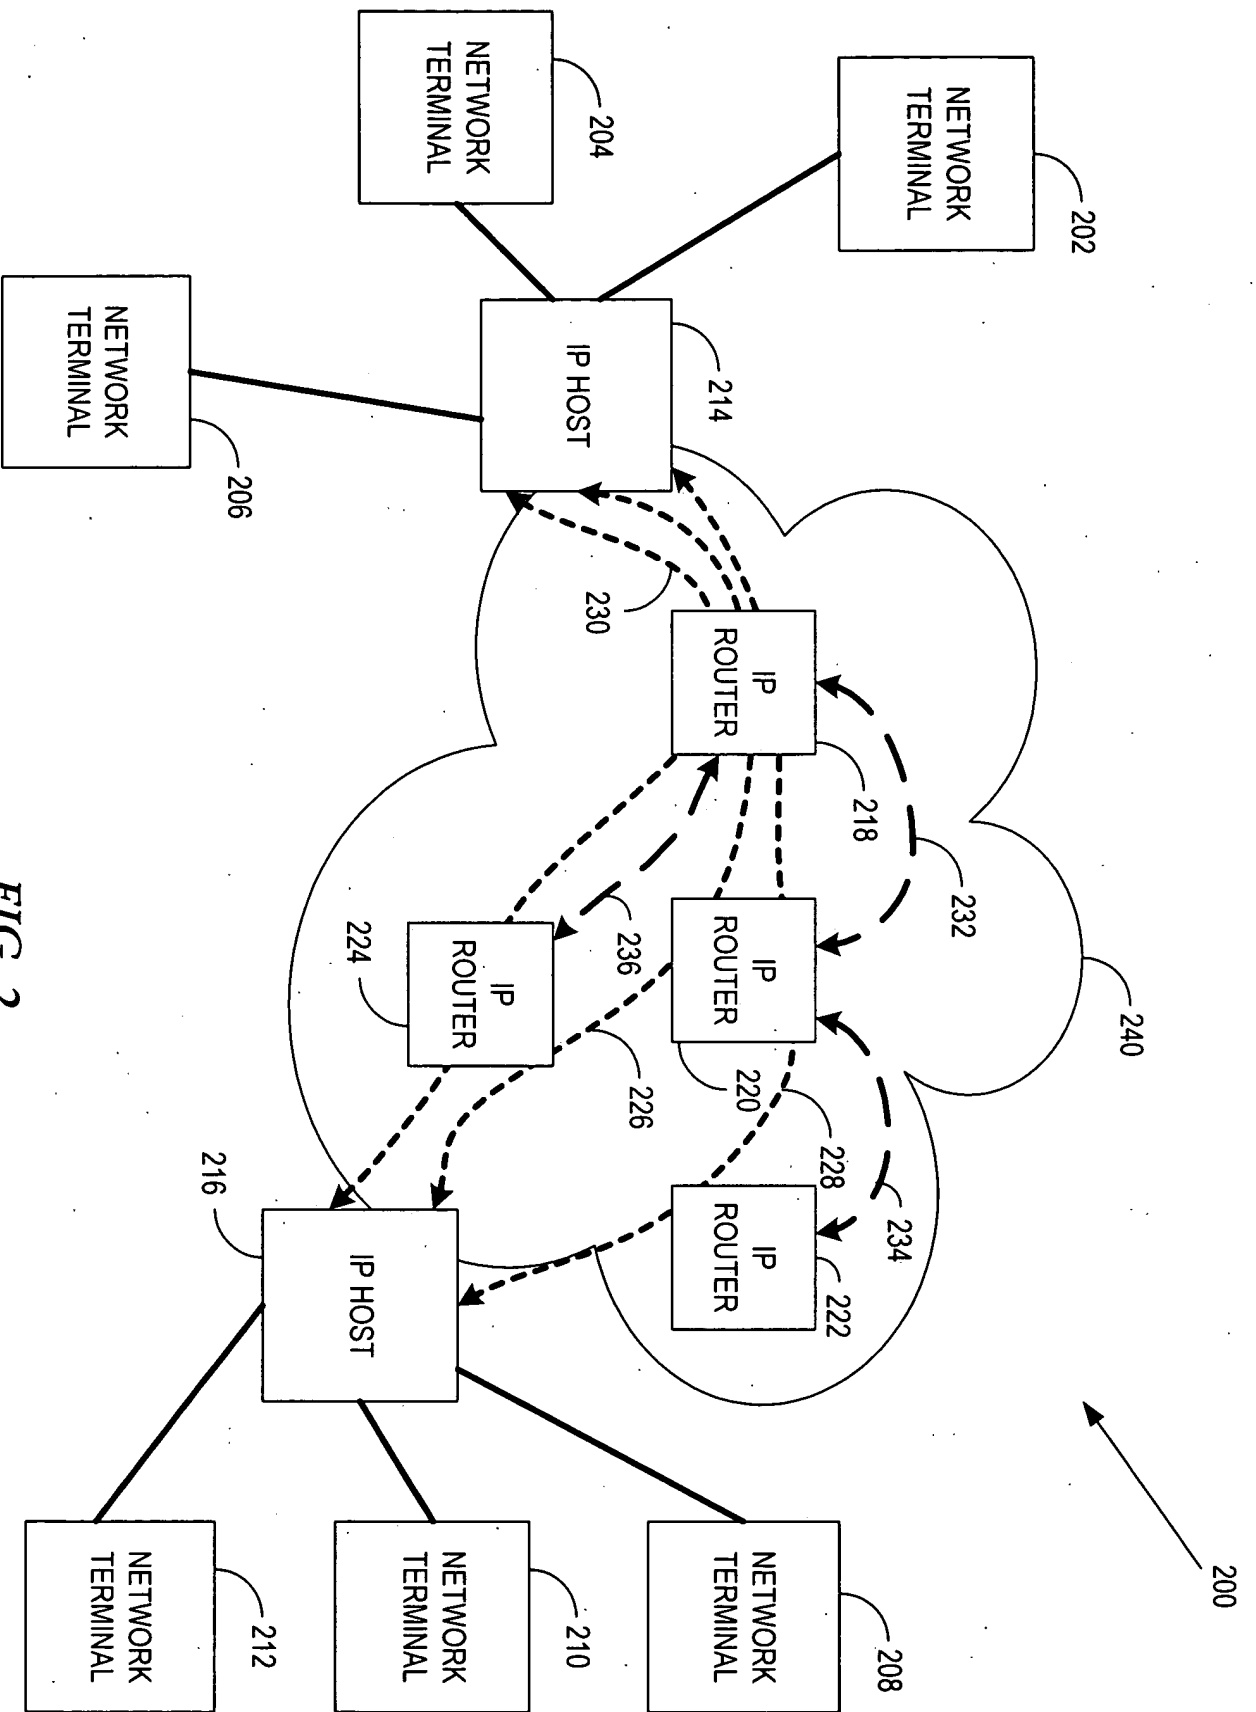 200
NETWORK
TERMINAL
202
NETWORK
TERMINAL
204
NETWORK
TERMINAL
206
IP HOST
214
240
IP
ROUTER
218
232
IP
ROUTER
220
234
IP
ROUTER
222
230
236
IP
ROUTER
224
226
228
IP HOST
216
NETWORK
TERMINAL
208
NETWORK
TERMINAL
210
NETWORK
TERMINAL
212
FIG. 2